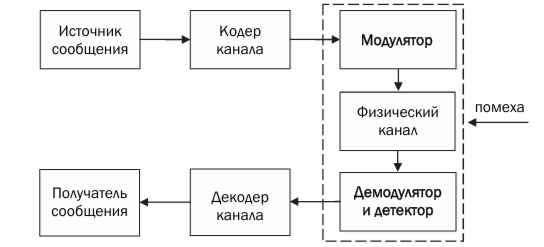 Источник
сообщения
Кодер
канала
Модулятор
Физический
канал
помеха
Получатель
сообщения
Декодер
канала
Демодулятор
и детектор